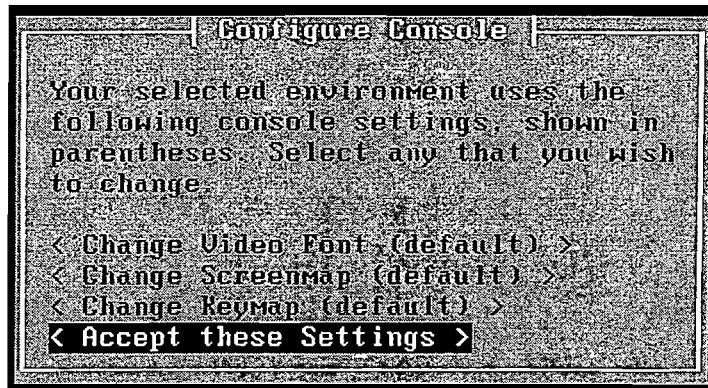 Configure Console
Your selected environment uses the
following console settings, shown in
parentheses. Select any that you wish
to change.
< Change Video Font (default) >
< Change Screenmap (default) >
< Change Keymap (default) >
< Accept these Settings >